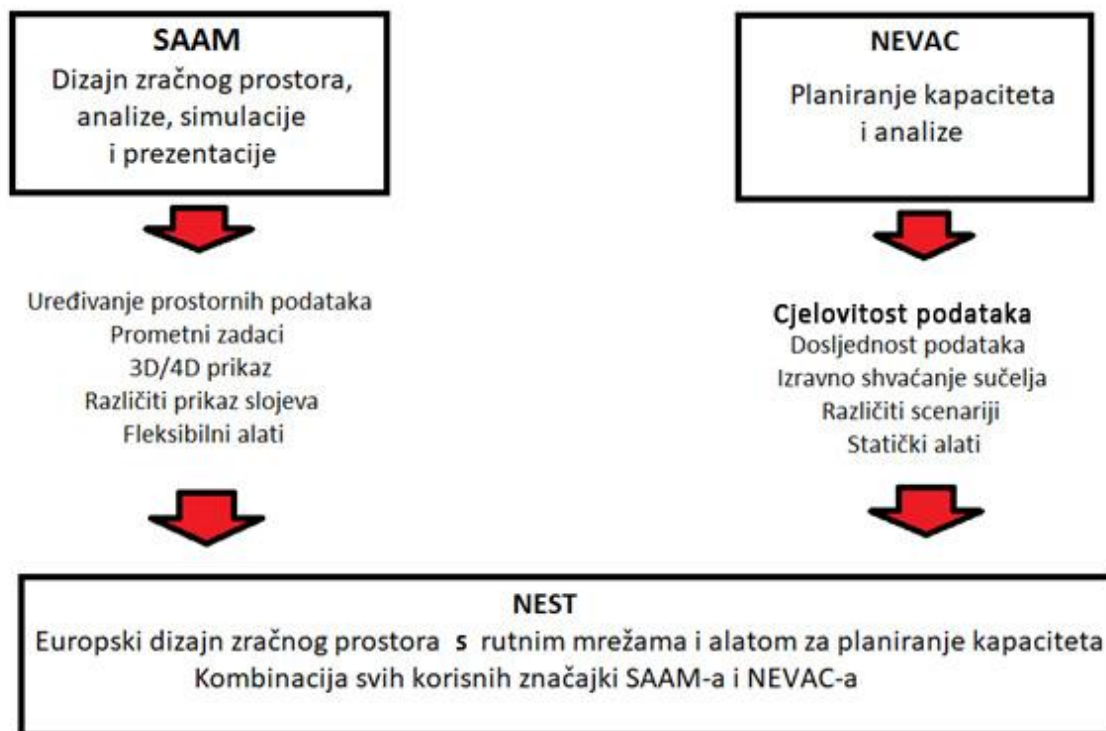 SAAM
Dizajn zračnog prostora,
analize, simulacije
i prezentacije
NEVAC
Planiranje kapaciteta
i analize
Uređivanje prostornih podataka
Prometni zadaci
3D/4D prikaz
Različiti prikaz slojeva
Fleksibilni alati
Cjelovitost podataka
Dosljednost podataka
Izravno shvaćanje sučelja
Različiti scenariji
Statički alati
NEST
Europski dizajn zračnog prostora s rutnim mrežama i alatom za planiranje kapaciteta
Kombinacija svih korisnih značajki SAAM-a i NEVAC-a